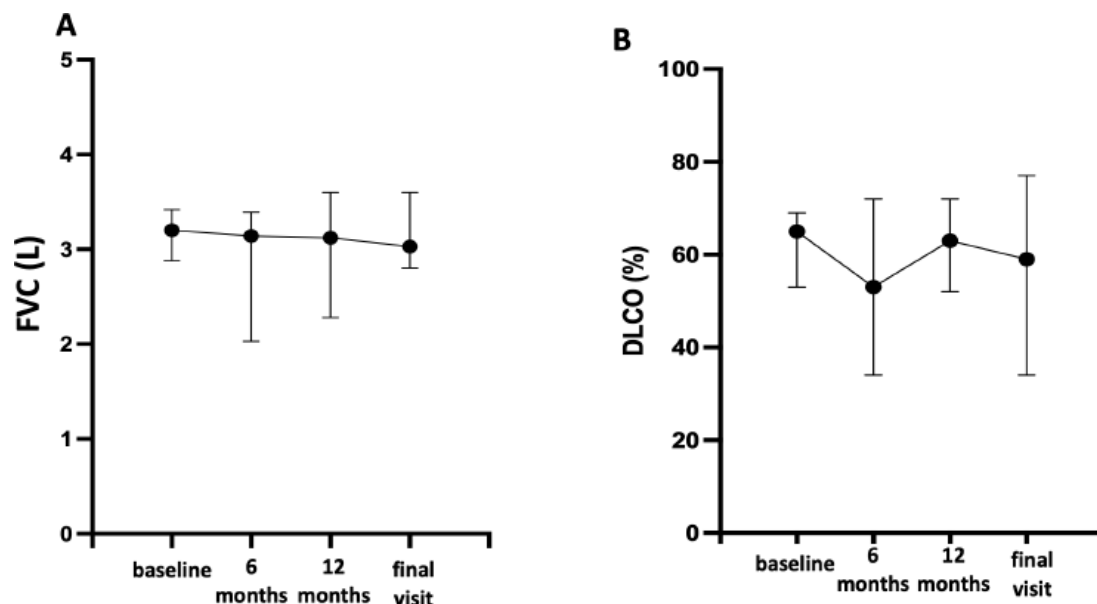 A
5
4
3
2
1
0
FVC (L)
baseline
6
months
12
months
final
visit
B
100
80
60
40
20
0
DLCO (%)
baseline
6
months
12
months
final
visit